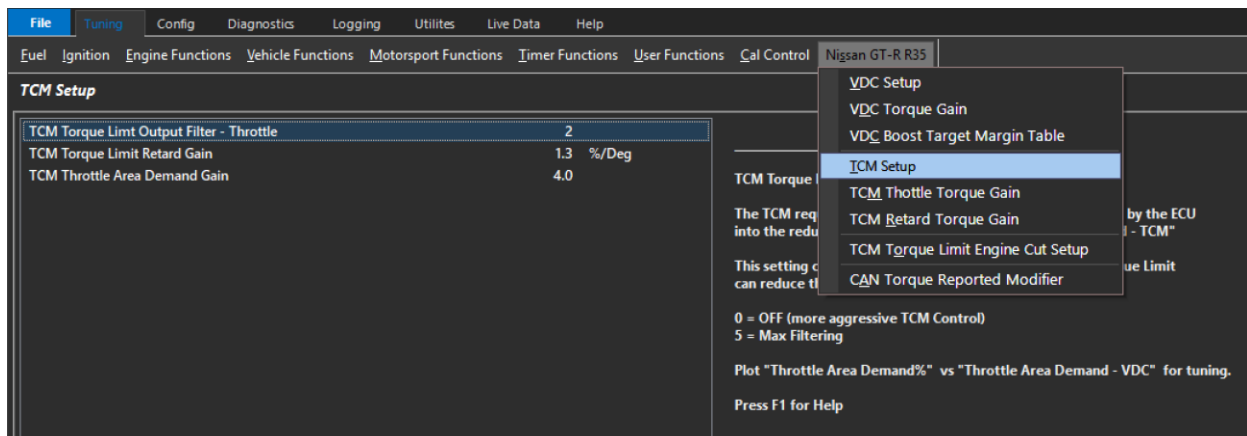 File Tuning Config Diagnostics Logging Utilites Live Data Help
Fuel Ignition Engine Functions Vehicle Functions Motorsport Functions Timer Functions User Functions Cal Control Nissan GT-R R35
TCM Setup
TCM Torque Limt Output Filter - Throttle 2
TCM Torque Limit Retard Gain 1.3 %/Deg
TCM Throttle Area Demand Gain 4.0
VDC Setup
VDC Torque Gain
VDC Boost Target Margin Table
TCM Setup
TCM Thottle Torque Gain
TCM Retard Torque Gain
TCM Torque Limit Engine Cut Setup
CAN Torque Reported Modifier
TCM Torque
The TCM req by the ECU
into the redu - TCM"
This setting ue Limit
can reduce
0 = OFF (more aggressive TCM Control)
5 = Max Filtering
Plot "Throttle Area Demand%" vs "Throttle Area Demand - VDC" for tuning.
Press F1 for Help